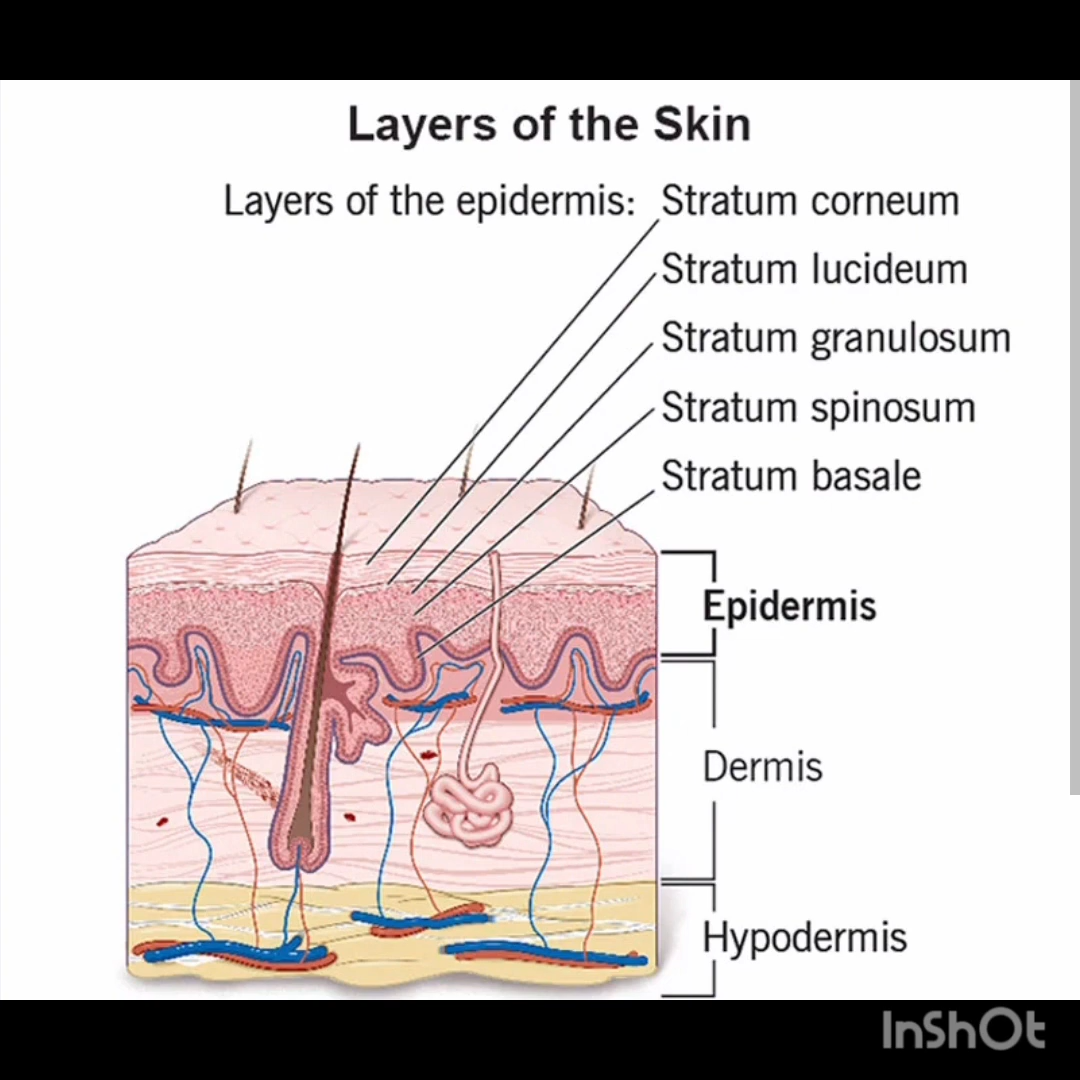 Layers of the Skin
Layers of the epidermis: Stratum corneum
Stratum lucideum
Stratum granulosum
Stratum spinosum
Stratum basale
Epidermis
Dermis
Hypodermis
InShOt